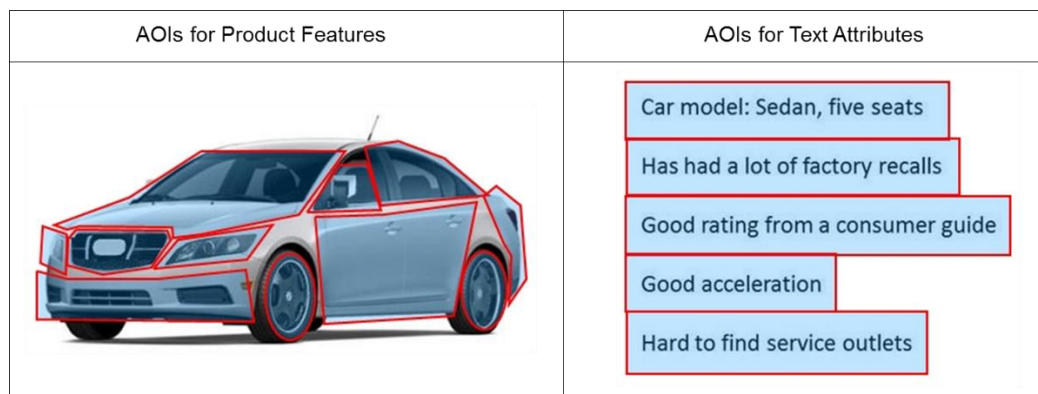 AOIs for Product Features
AOIs for Text Attributes
Car model: Sedan, five seats
Has had a lot of factory recalls
Good rating from a consumer guide
Good acceleration
Hard to find service outlets